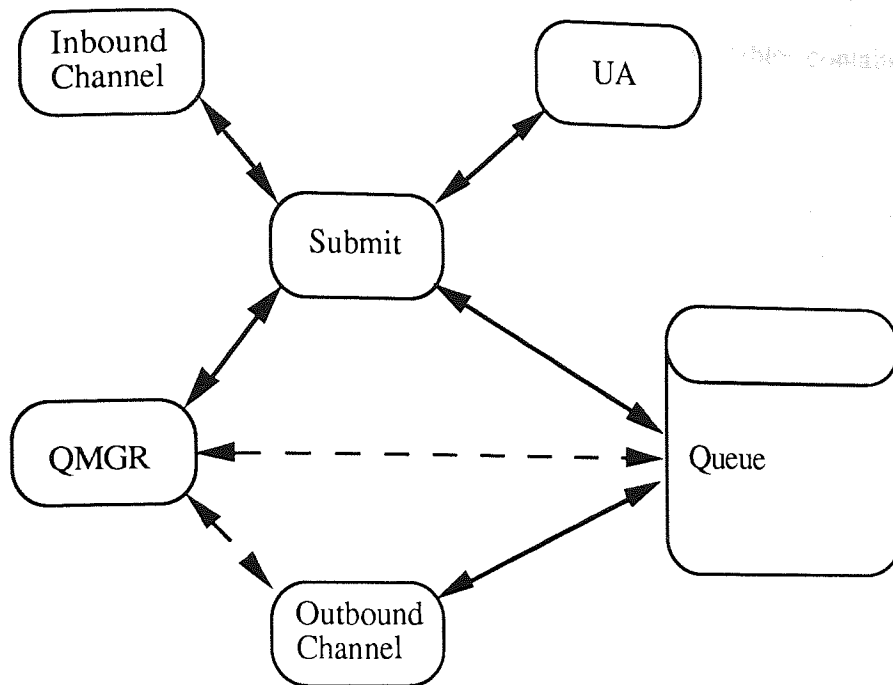 Inbound
Channel
UA
Submit
QMGR
Queue
Outbound
Channel